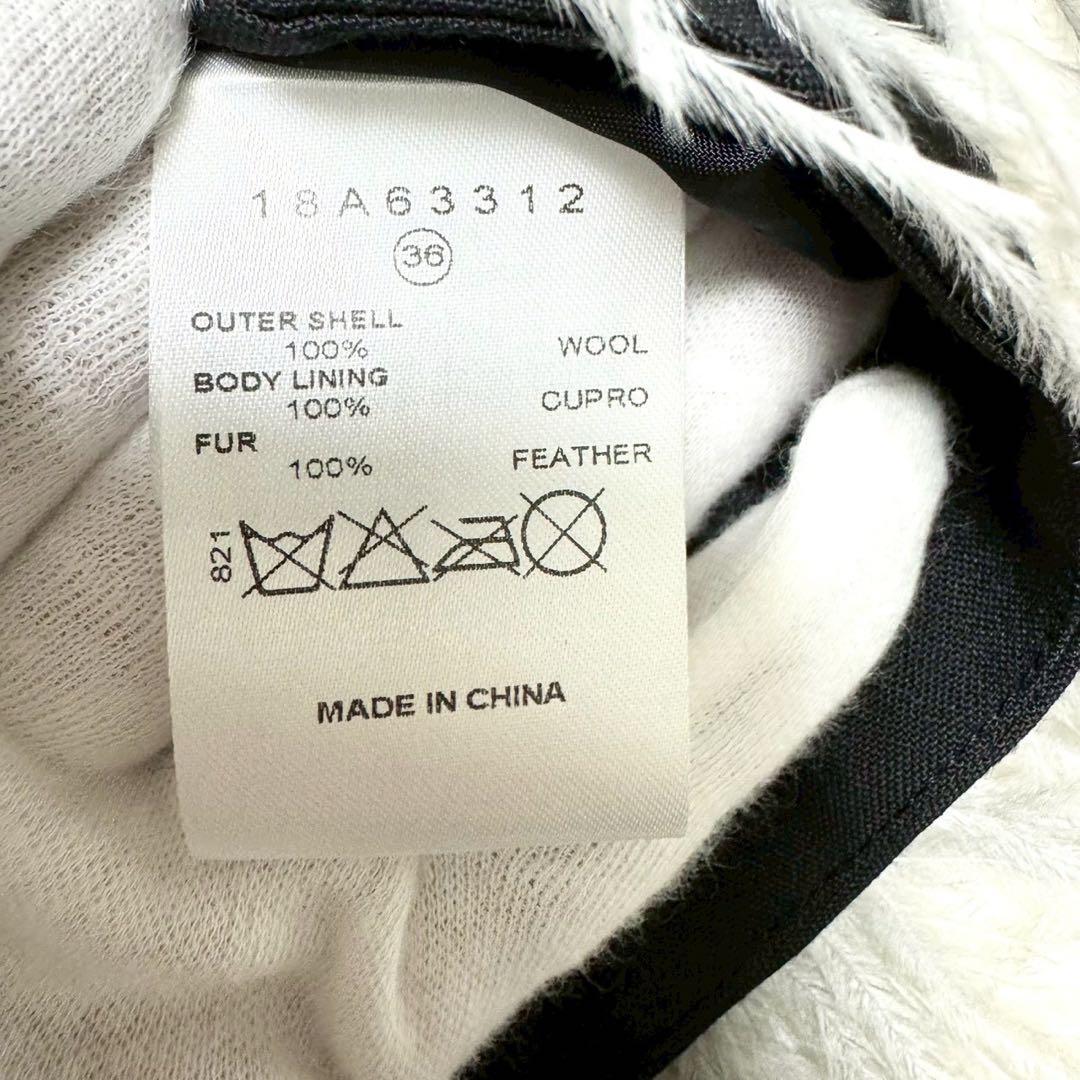 18A63312
36
OUTER SHELL
100% WOOL
BODY LINING
100% CUPRO
FUR
100% FEATHER
821
MADE IN CHINA